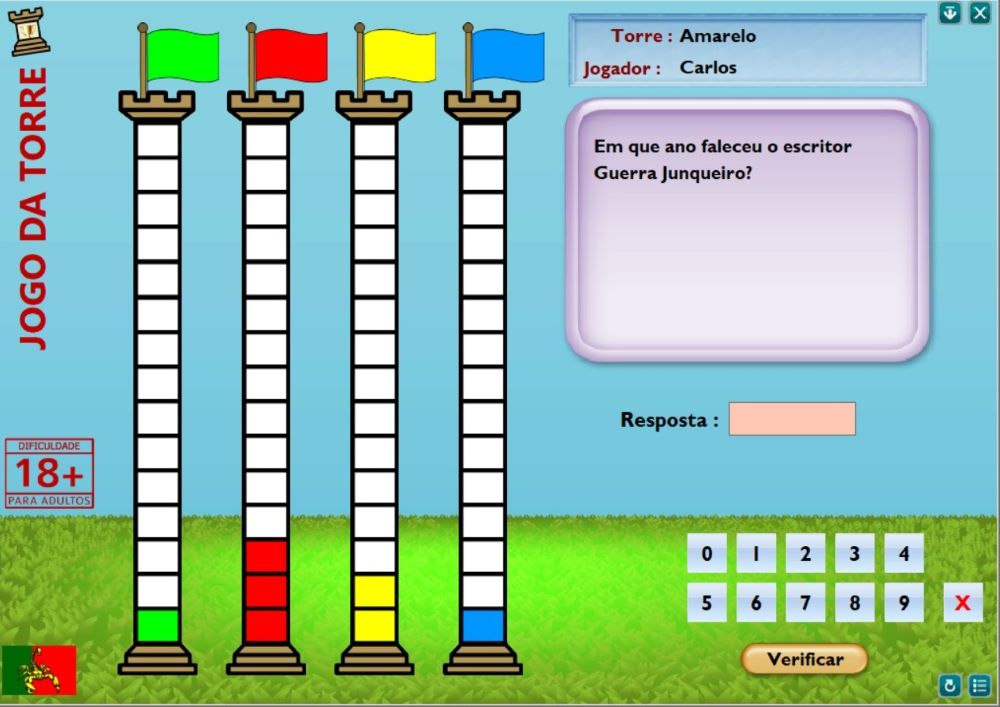 JOGO DA TORRE
Torre : Amarelo
Jogador : Carlos
Em que ano faleceu o escritor
Guerra Junqueiro?
Resposta :
DIFICULDADE
18+
PARA ADULTOS
0 1 2 3 4
5 6 7 8 9 X
Verificar